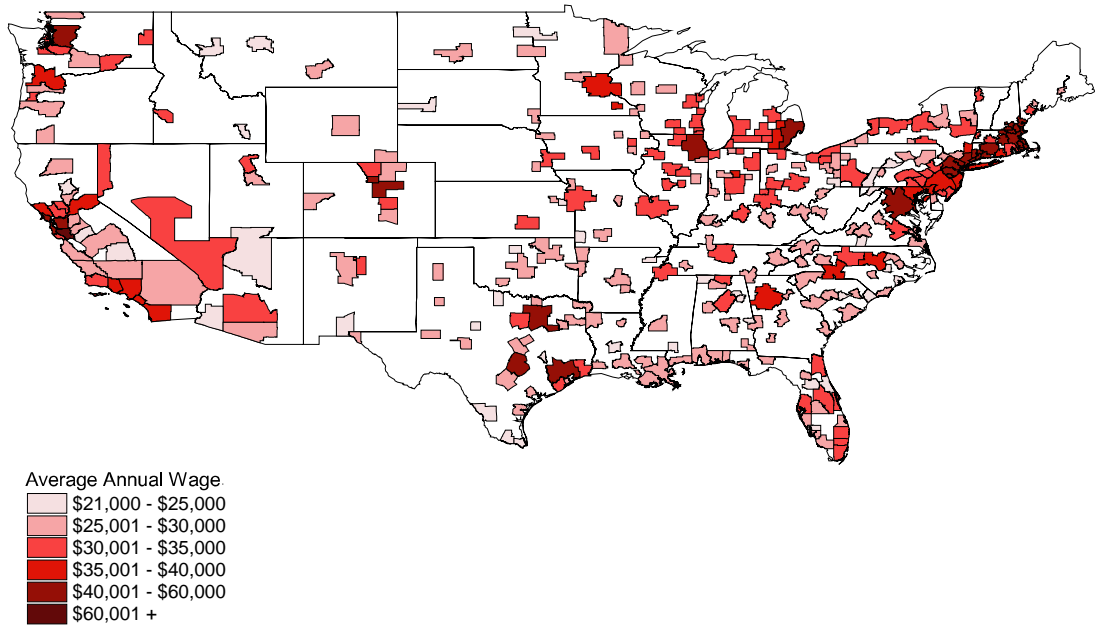 Average Annual Wage
$21,000 - $25,000
$25,001 - $30,000
$30,001 - $35,000
$35,001 - $40,000
$40,001 - $60,000
$60,001 +